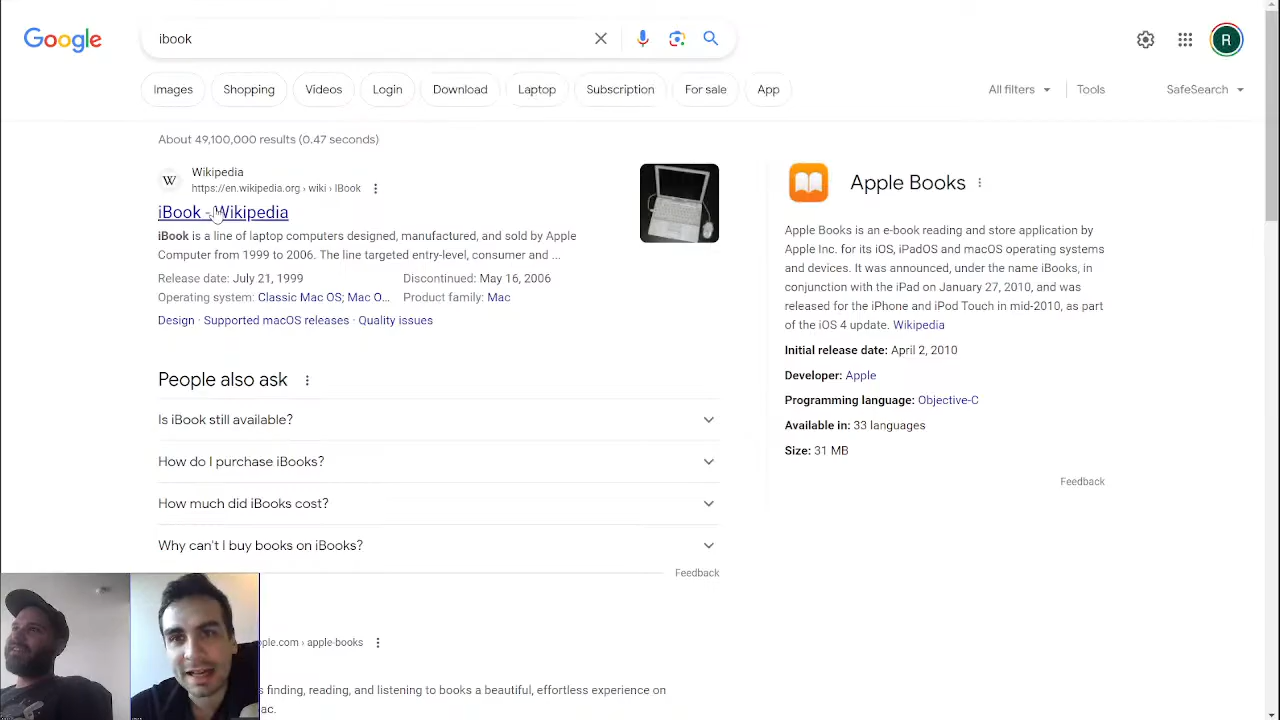 Google
ibook
R
Images
Shopping
Videos
Login
Download
Laptop
Subscription
For sale
App
All filters
Tools
SafeSearch
About 49,100,000 results (0.47 seconds)
W
Wikipedia
https://en.wikipedia.org › wiki › IBook
iBook - Wikipedia
iBook is a line of laptop computers designed, manufactured, and sold by Apple
Computer from 1999 to 2006. The line targeted entry-level, consumer and ...
Release date: July 21, 1999
Discontinued: May 16, 2006
Operating system: Classic Mac OS; Mac O...
Product family: Mac
Design · Supported macOS releases · Quality issues
People also ask
Is iBook still available?
How do I purchase iBooks?
How much did iBooks cost?
Why can't I buy books on iBooks?
Feedback
ple.com › apple-books
s finding, reading, and listening to books a beautiful, effortless experience on
ac.
Apple Books
Apple Books is an e-book reading and store application by
Apple Inc. for its iOS, iPadOS and macOS operating systems
and devices. It was announced, under the name iBooks, in
conjunction with the iPad on January 27, 2010, and was
released for the iPhone and iPod Touch in mid-2010, as part
of the iOS 4 update. Wikipedia
Initial release date: April 2, 2010
Developer: Apple
Programming language: Objective-C
Available in: 33 languages
Size: 31 MB
Feedback